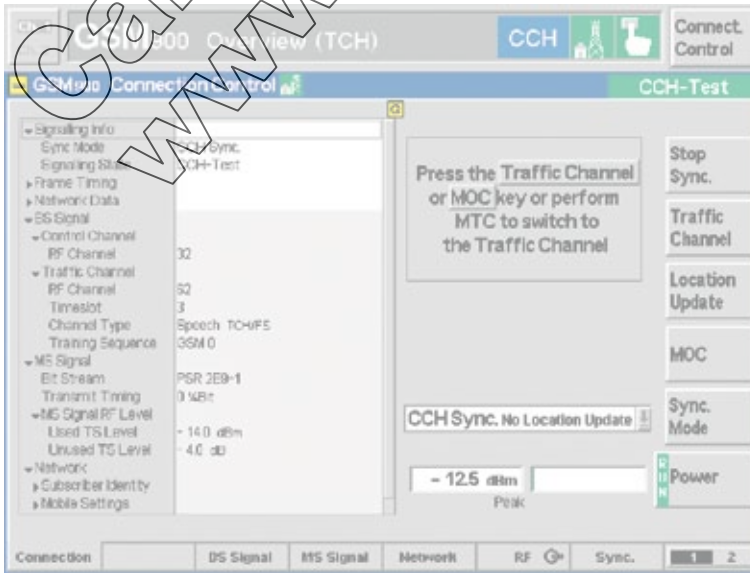 GSM900 Overview (TCH)
CCH
Connect.
Control
GSM900 Connection Control
CCH-Test
Signaling Info
Sync Mode CCH Sync.
Signaling State CCH-Test
Frame Timing
Network Data
BS Signal
Control Channel
RF Channel 32
Traffic Channel
RF Channel 62
Timeslot 3
Channel Type Speech TCH/FS
Training Sequence GSM 0
MS Signal
Bit Stream PSR 2E9-1
Transmit Timing 0 ¼Bit
MS Signal RF Level
Used TS Level - 14.0 dBm
Unused TS Level - 4.0 dB
Network
Subscriber Identity
Mobile Settings
G
Press the Traffic Channel
or MOC key or perform
MTC to switch to
the Traffic Channel
CCH Sync. No Location Update
- 12.5 dBm
Peak
Stop
Sync.
Traffic
Channel
Location
Update
MOC
Sync.
Mode
RUN
Power
Connection
BS Signal
MS Signal
Network
RF
Sync.
1 2